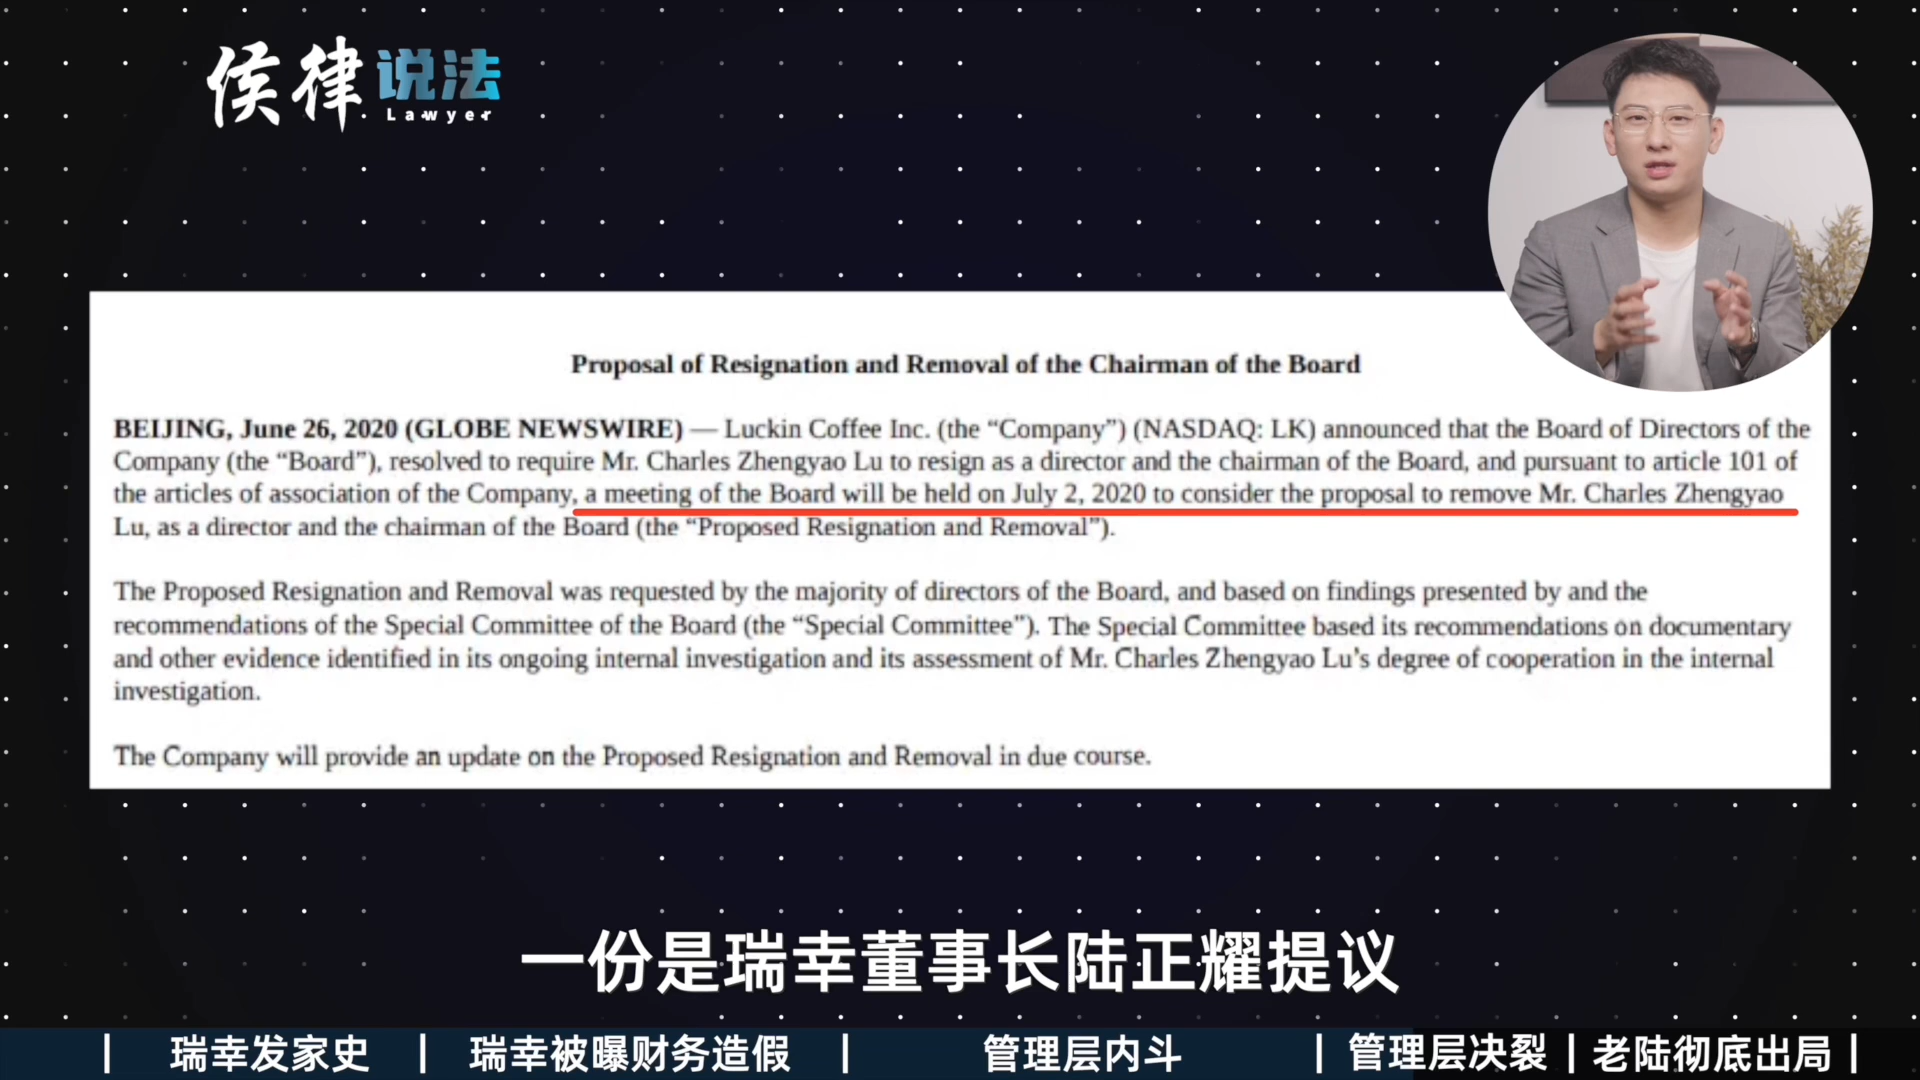 侯律说法
Lawyer
Proposal of Resignation and Removal of the Chairman of the Board
BEIJING, June 26, 2020 (GLOBE NEWSWIRE) — Luckin Coffee Inc. (the “Company”) (NASDAQ: LK) announced that the Board of Directors of the
Company (the “Board”), resolved to require Mr. Charles Zhengyao Lu to resign as a director and the chairman of the Board, and pursuant to article 101 of
the articles of association of the Company, a meeting of the Board will be held on July 2, 2020 to consider the proposal to remove Mr. Charles Zhengyao
Lu, as a director and the chairman of the Board (the “Proposed Resignation and Removal”).
The Proposed Resignation and Removal was requested by the majority of directors of the Board, and based on findings presented by and the
recommendations of the Special Committee of the Board (the “Special Committee”). The Special Committee based its recommendations on documentary
and other evidence identified in its ongoing internal investigation and its assessment of Mr. Charles Zhengyao Lu’s degree of cooperation in the internal
investigation.
The Company will provide an update on the Proposed Resignation and Removal in due course.
一份是瑞幸董事长陆正耀提议
| 瑞幸发家史 | 瑞幸被曝财务造假 | 管理层内斗 | 管理层决裂 | 老陆彻底出局 |